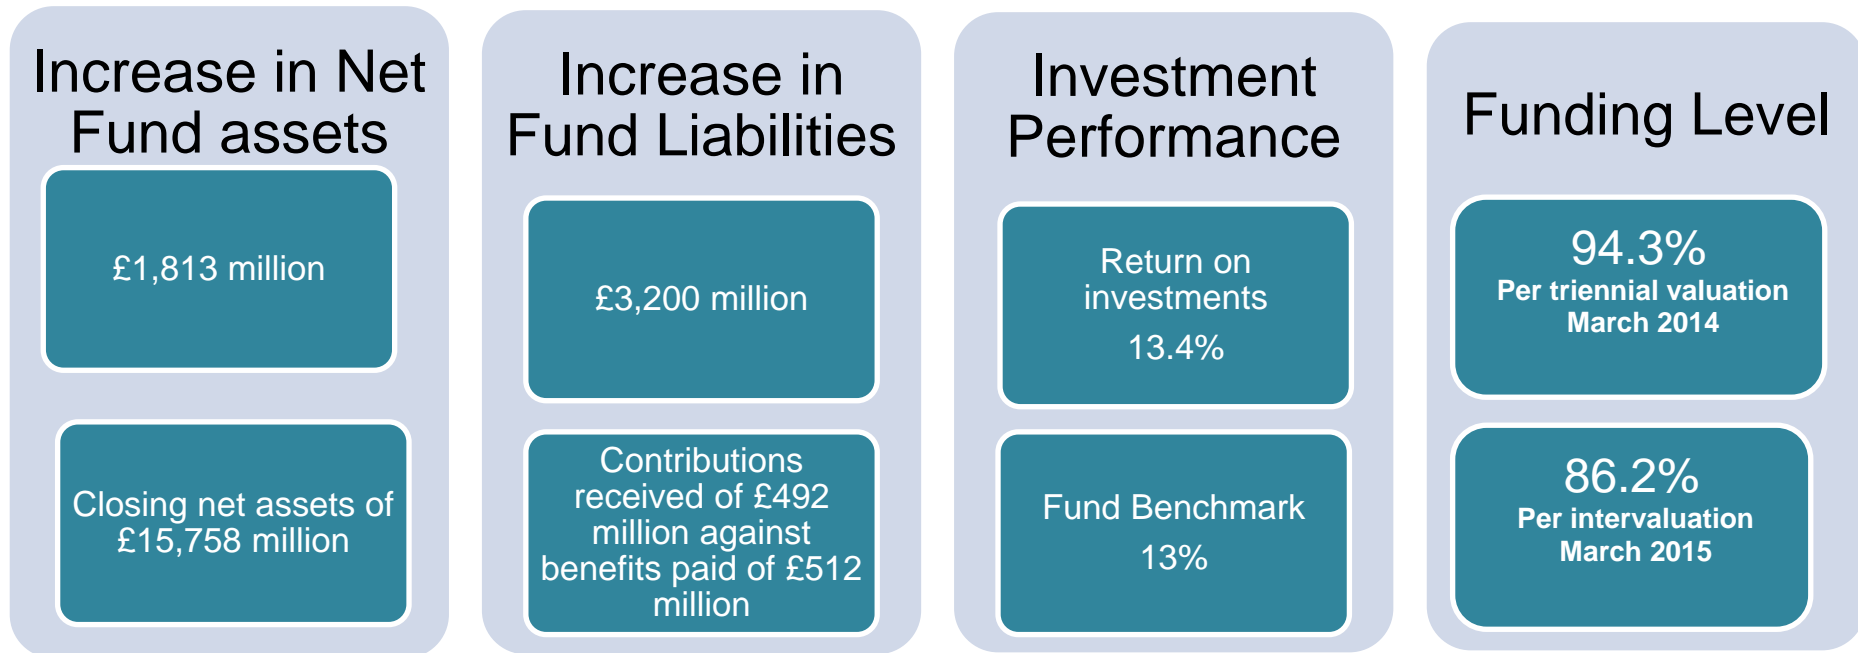 Increase in Net
Fund assets
£1,813 million
Closing net assets of
£15,758 million
Increase in
Fund Liabilities
£3,200 million
Contributions
received of £492
million against
benefits paid of £512
million
Investment
Performance
Return on
investments
13.4%
Fund Benchmark
13%
Funding Level
94.3%
Per triennial valuation
March 2014
86.2%
Per intervaluation
March 2015